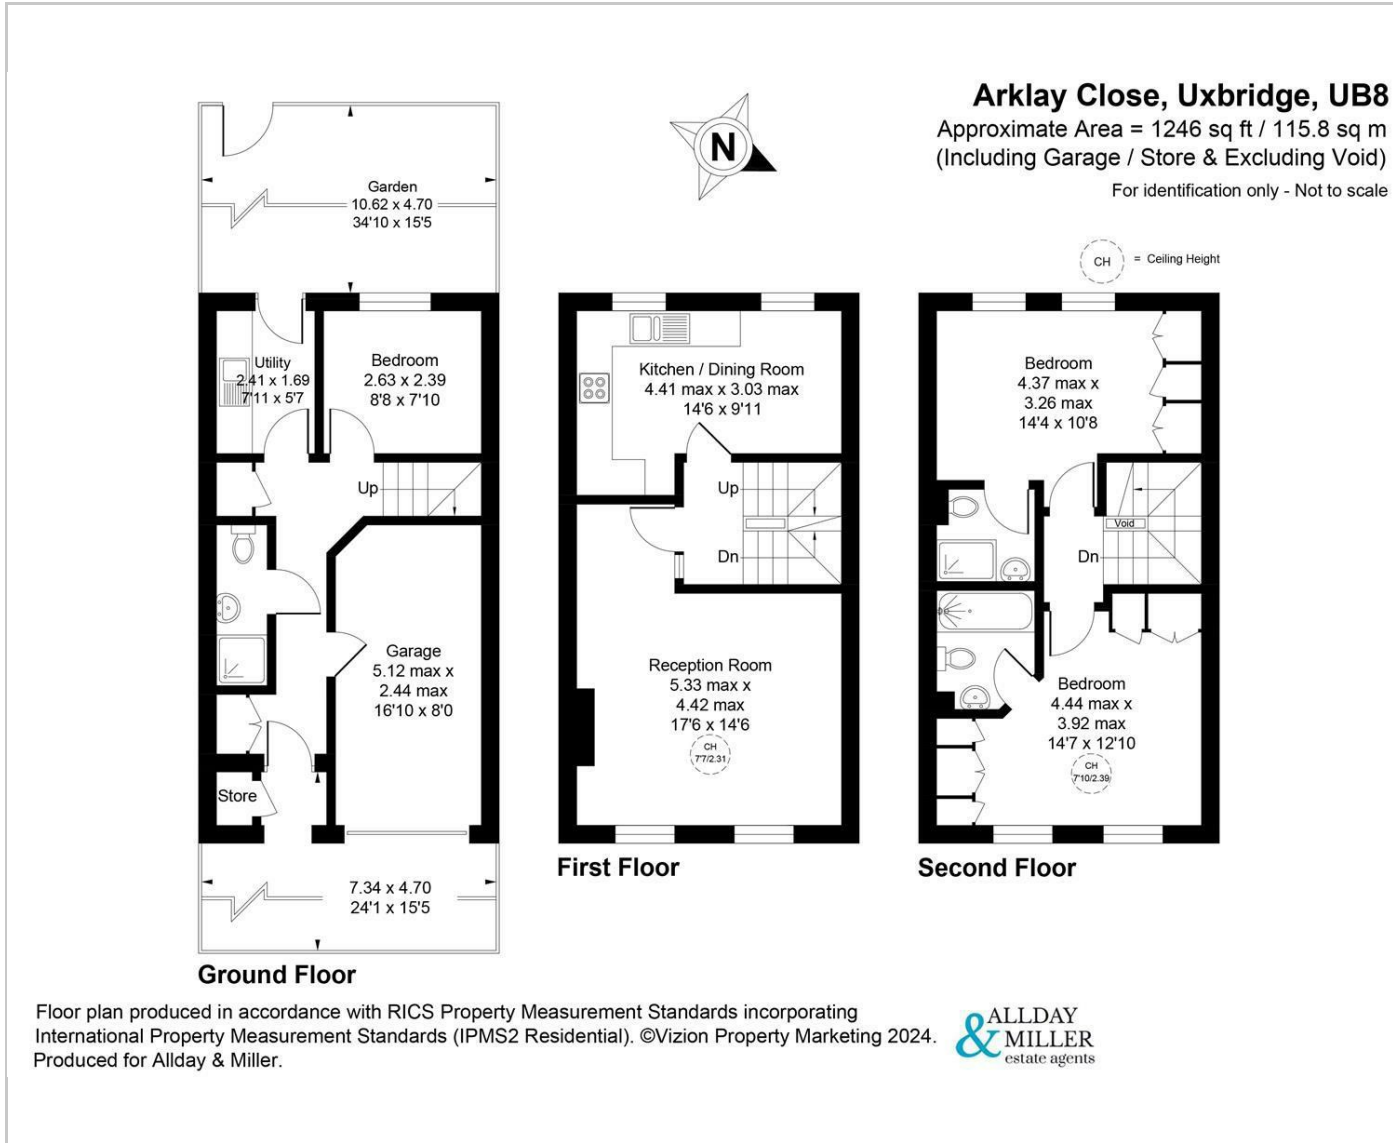 Arklay Close, Uxbridge, UB8
Approximate Area = 1246 sq ft / 115.8 sq m
(Including Garage / Store & Excluding Void)
For identification only - Not to scale
N
CH = Ceiling Height
Garden
10.62 x 4.70
34'10 x 15'5
Utility
2.41 x 1.69
7'11 x 5'7
Bedroom
2.63 x 2.39
8'8 x 7'10
Up
Garage
5.12 max x
2.44 max
16'10 x 8'0
Store
7.34 x 4.70
24'1 x 15'5
Ground Floor
Kitchen / Dining Room
4.41 max x 3.03 max
14'6 x 9'11
Up
Dn
Reception Room
5.33 max x
4.42 max
17'6 x 14'6
CH
7'7/2.31
First Floor
Bedroom
4.37 max x
3.26 max
14'4 x 10'8
Void
Dn
Bedroom
4.44 max x
3.92 max
14'7 x 12'10
CH
7'10/2.39
Second Floor
Floor plan produced in accordance with RICS Property Measurement Standards incorporating
International Property Measurement Standards (IPMS2 Residential). ©Vizion Property Marketing 2024.
Produced for Allday & Miller.
ALLDAY
& MILLER
estate agents